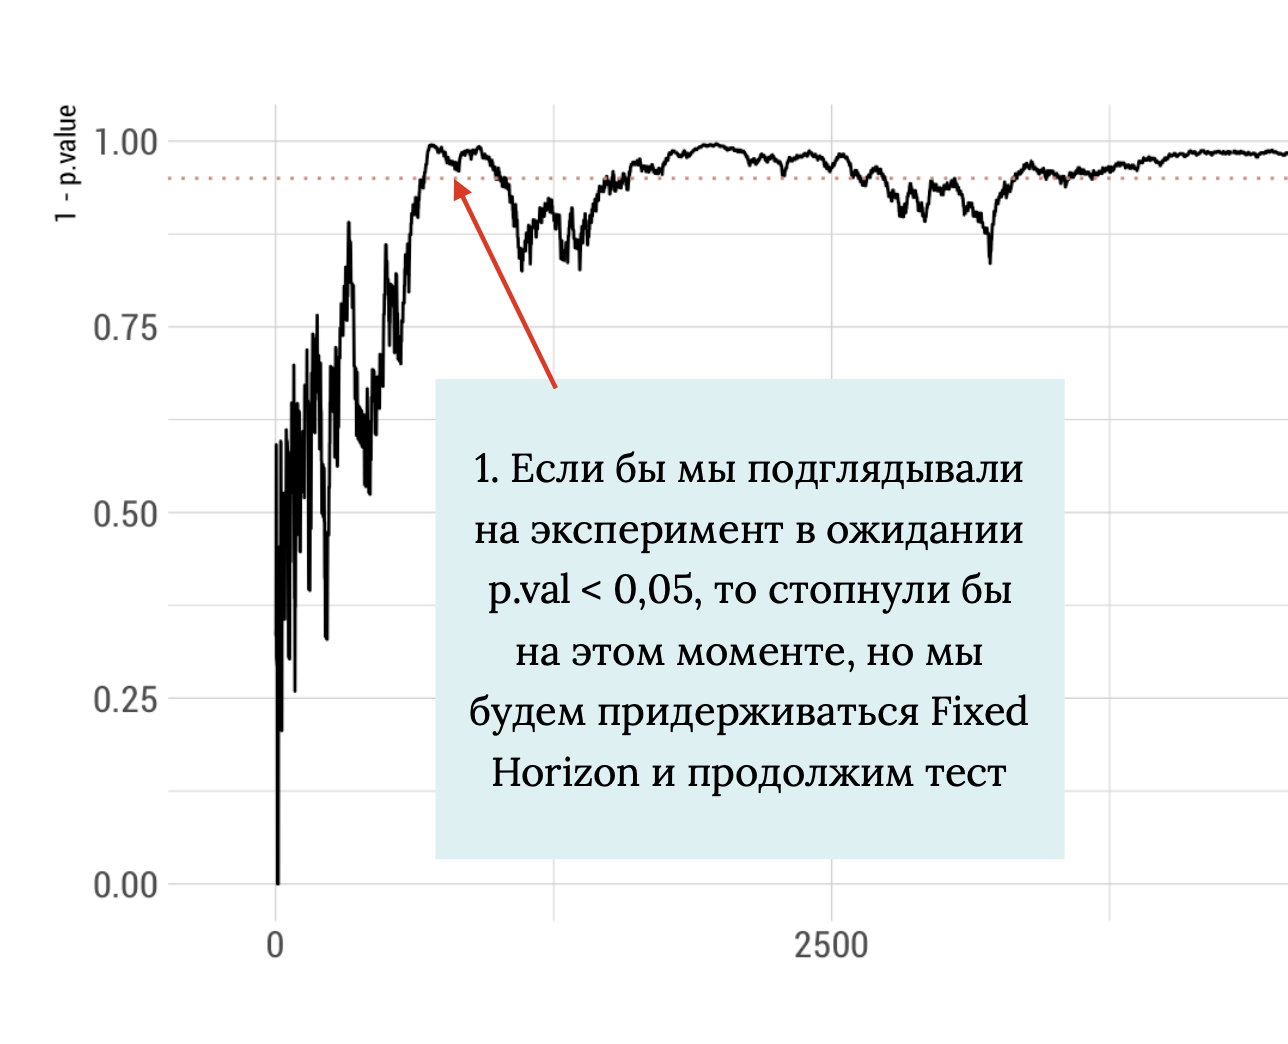 1 - p.value
1.00
0.75
0.50
0.25
0.00
0
2500
1. Если бы мы подглядывали
на эксперимент в ожидании
p.val < 0,05, то стопнули бы
на этом моменте, но мы
будем придерживаться Fixed
Horizon и продолжим тест